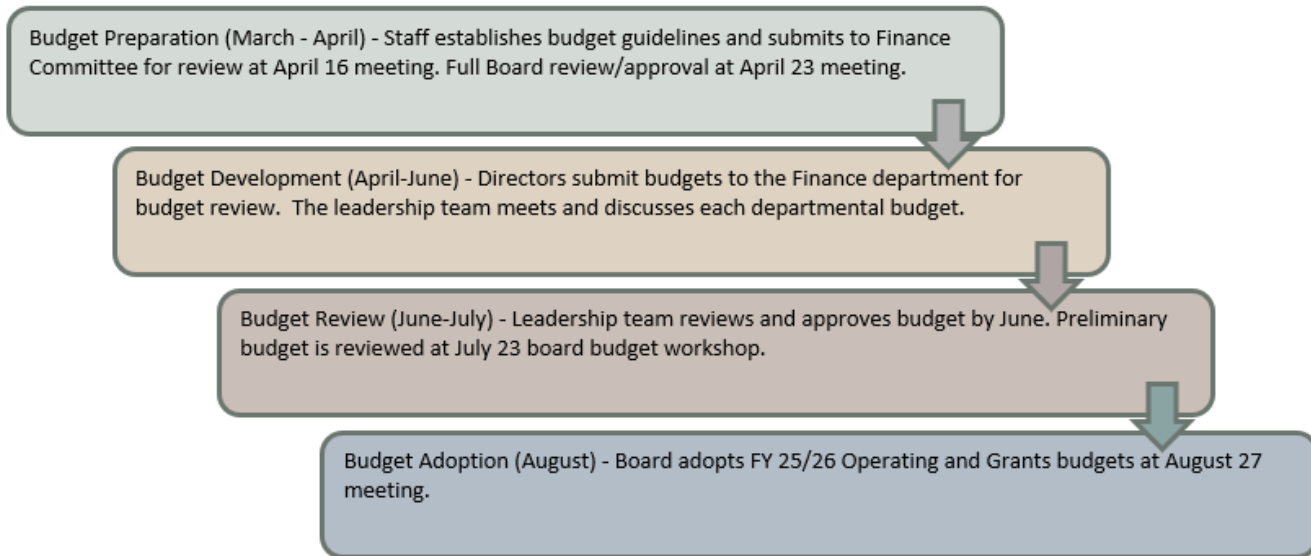 Budget Preparation (March - April) - Staff establishes budget guidelines and submits to Finance
Committee for review at April 16 meeting. Full Board review/approval at April 23 meeting.
Budget Development (April-June) - Directors submit budgets to the Finance department for
budget review.  The leadership team meets and discusses each departmental budget.
Budget Review (June-July) - Leadership team reviews and approves budget by June. Preliminary
budget is reviewed at July 23 board budget workshop.
Budget Adoption (August) - Board adopts FY 25/26 Operating and Grants budgets at August 27
meeting.